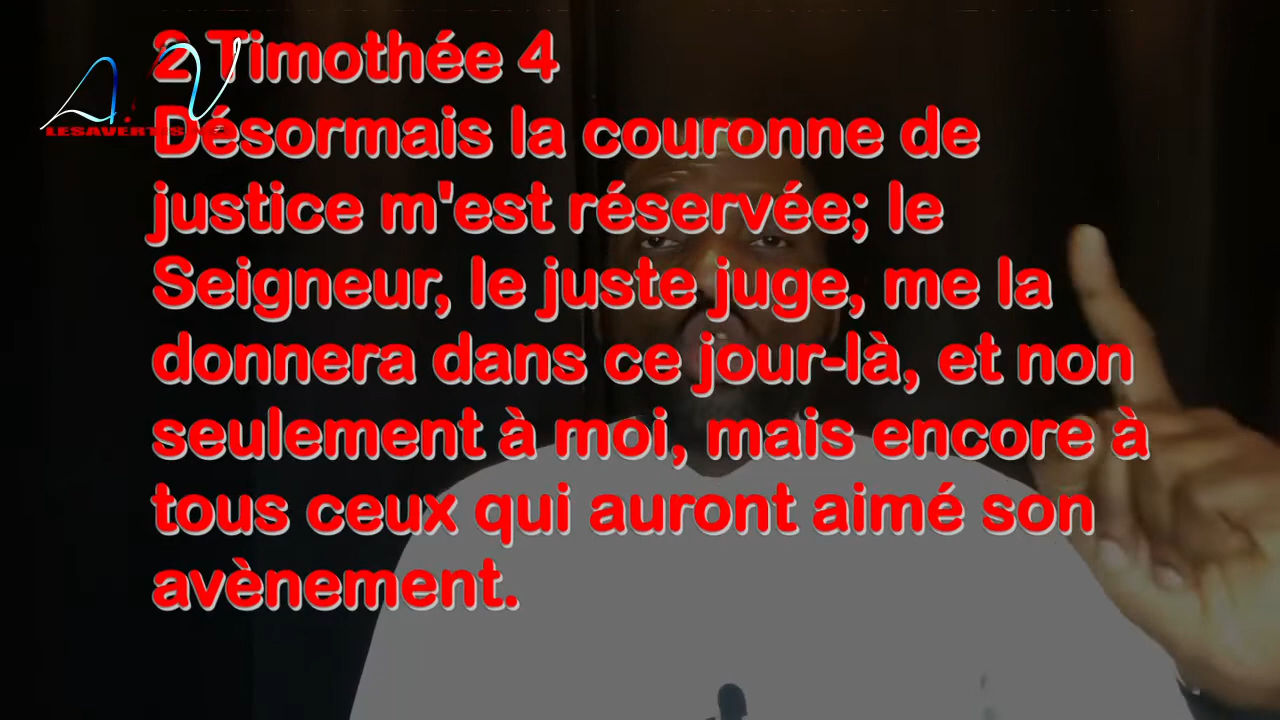 2 Timothée 4
Désormais la couronne de
justice m'est réservée; le
Seigneur, le juste juge, me la
donnera dans ce jour-là, et non
seulement à moi, mais encore à
tous ceux qui auront aimé son
avènement.